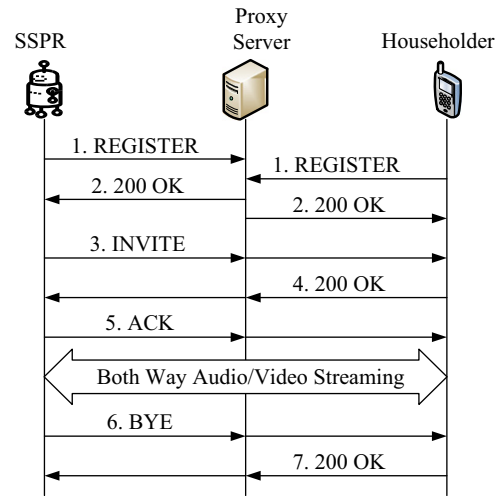 SSPR
Proxy
Server
Householder
1. REGISTER
1. REGISTER
2. 200 OK
2. 200 OK
3. INVITE
4. 200 OK
5. ACK
Both Way Audio/Video Streaming
6. BYE
7. 200 OK